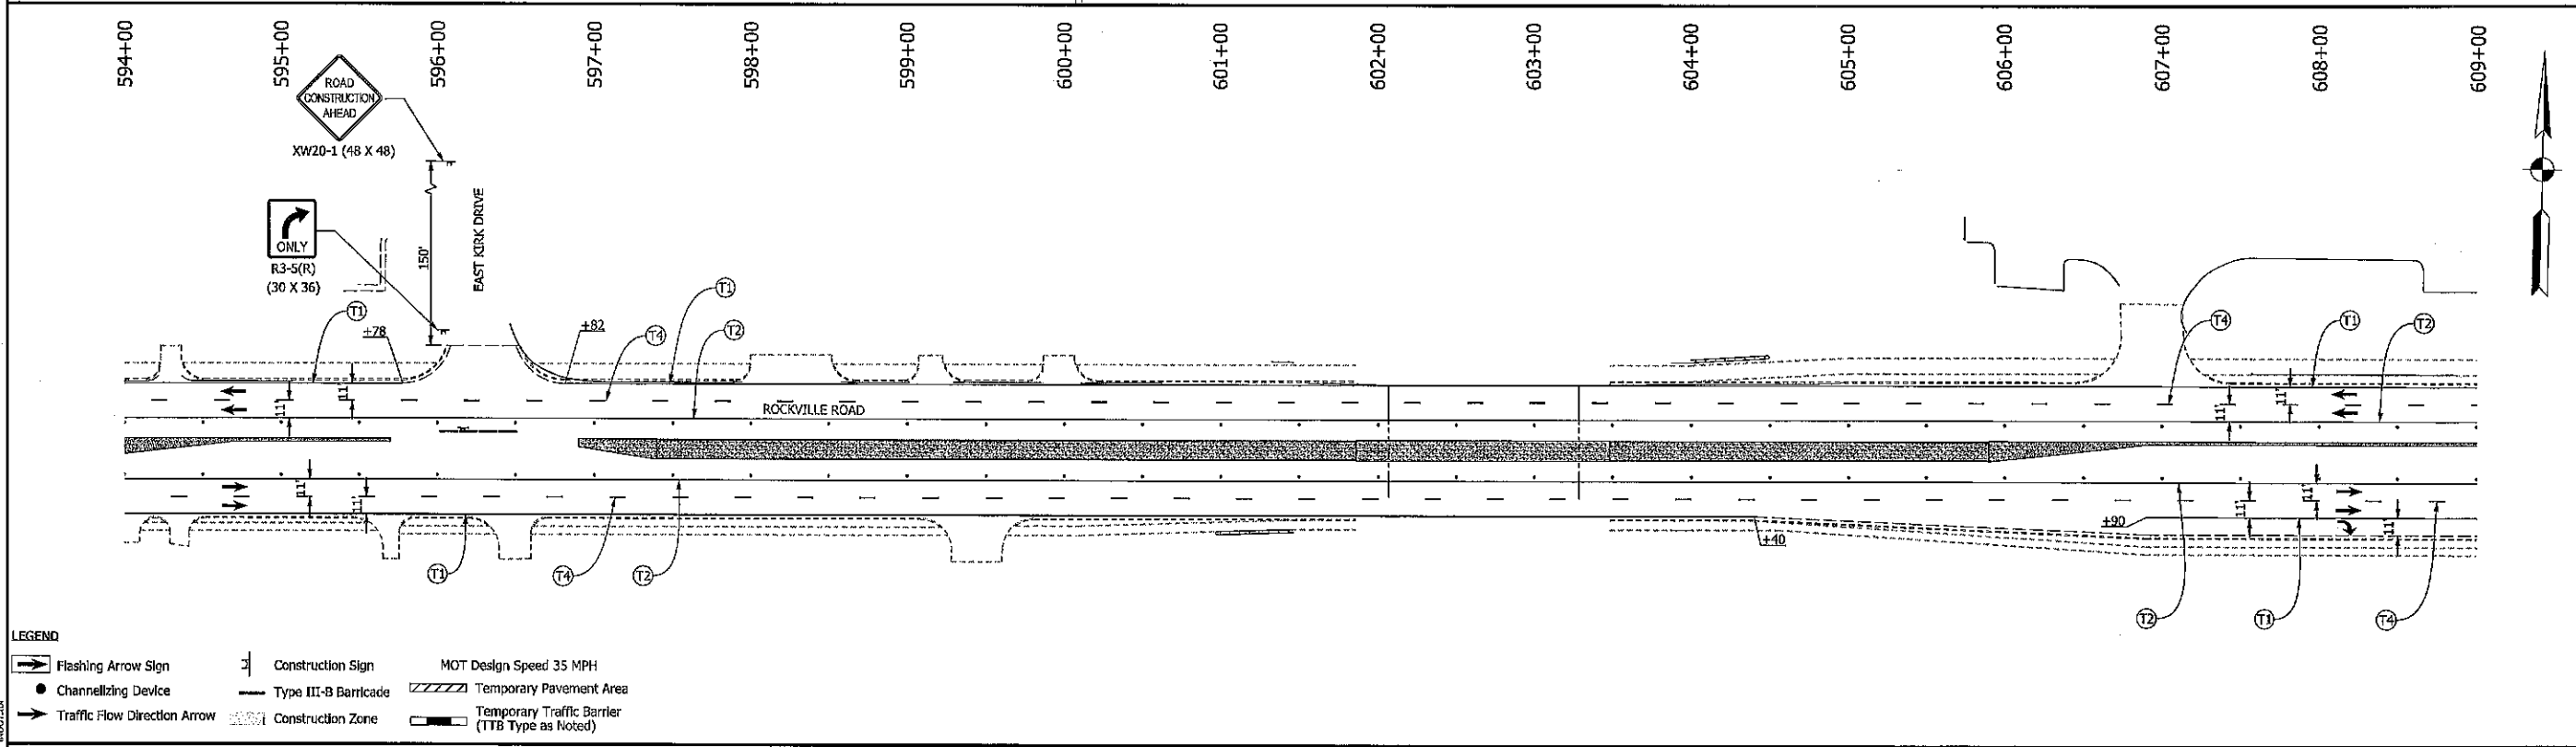 594+00
595+00
596+00
597+00
598+00
599+00
600+00
601+00
602+00
603+00
604+00
605+00
606+00
607+00
608+00
609+00
ROAD
CONSTRUCTION
AHEAD
XW20-1 (48 X 48)
ONLY
R3-5(R)
(30 X 36)
150'
EAST KIRK DRIVE
T1
+78
+82
T4
T1
T2
T4
T1
T2
11'
11'
ROCKVILLE ROAD
11'
11'
11'
11'
11'
11'
11'
+90
+40
T1
T4
T2
T2
T1
T4
LEGEND
Flashing Arrow Sign
Channelizing Device
Traffic Flow Direction Arrow
Construction Sign
Type III-B Barricade
Construction Zone
MOT Design Speed 35 MPH
Temporary Pavement Area
Temporary Traffic Barrier
(TTB Type as Noted)